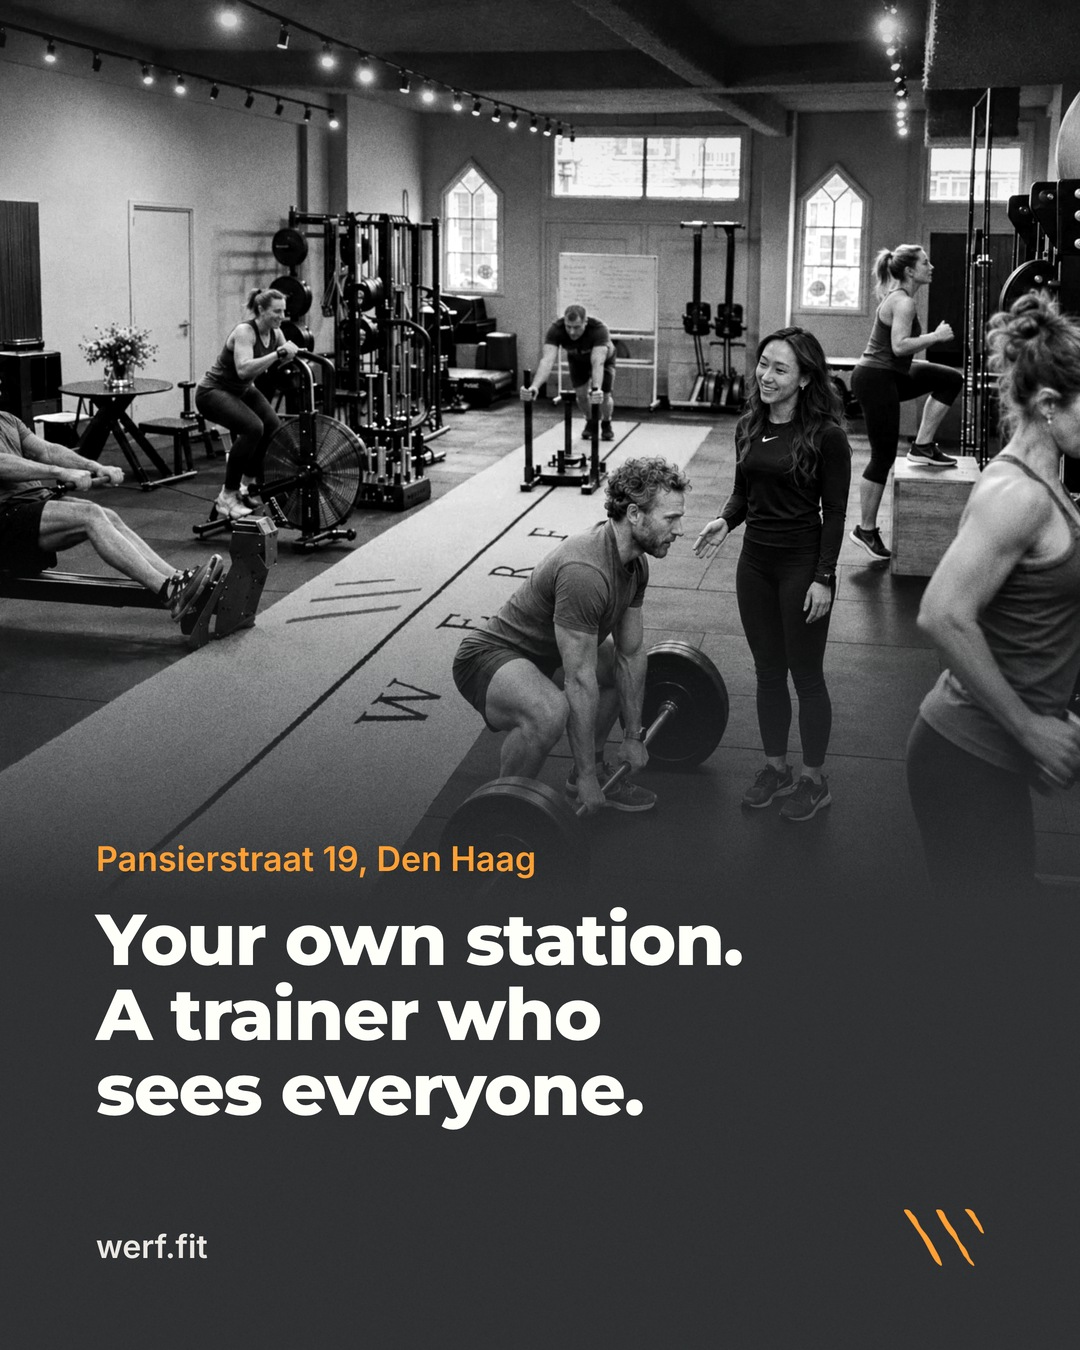 W E R F
Pansierstraat 19, Den Haag
Your own station.
A trainer who
sees everyone.
werf.fit